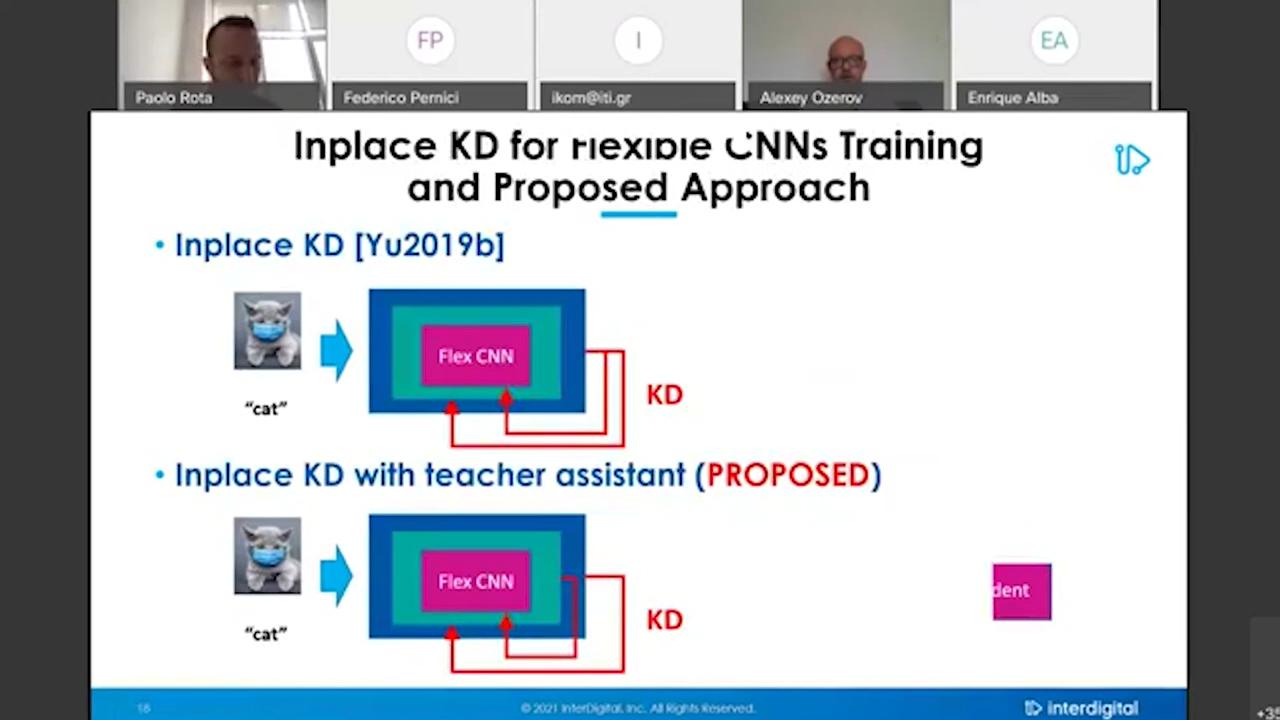 Paolo Rota
Federico Pernici
ikom@iti.gr
Alexey Ozerov
Enrique Alba
FP
I
EA
Inplace KD for Flexible CNNs Training
and Proposed Approach
• Inplace KD [Yu2019b]
Flex CNN
KD
"cat"
• Inplace KD with teacher assistant (PROPOSED)
Flex CNN
dent
KD
"cat"
18
© 2021 InterDigital, Inc. All Rights Reserved.
interdigital